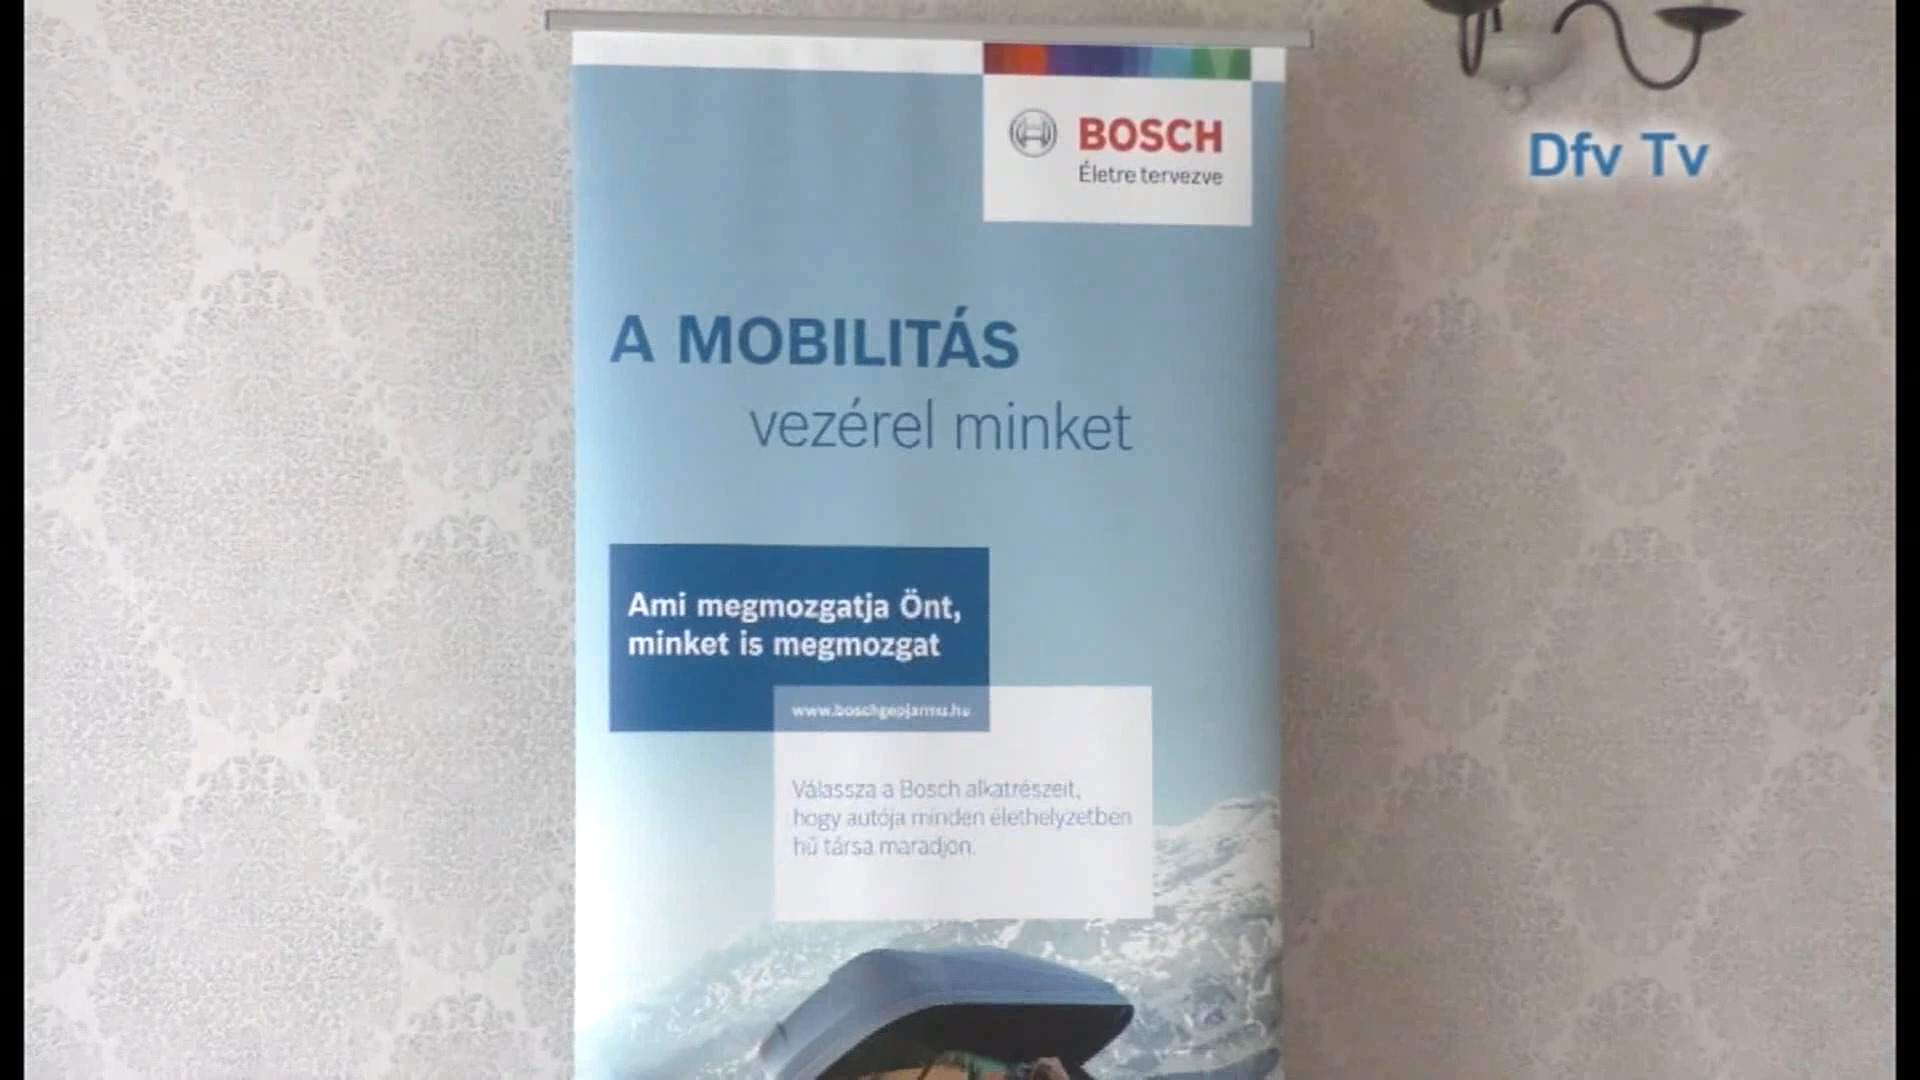 BOSCH
Életre tervezve
Dfv Tv
A MOBILITÁS
vezérel minket
Ami megmozgatja Önt,
minket is megmozgat
www.boschgepjarmu.hu
Válassza a Bosch alkatrészeit,
hogy autója minden élethelyzetben
hű társa maradjon.